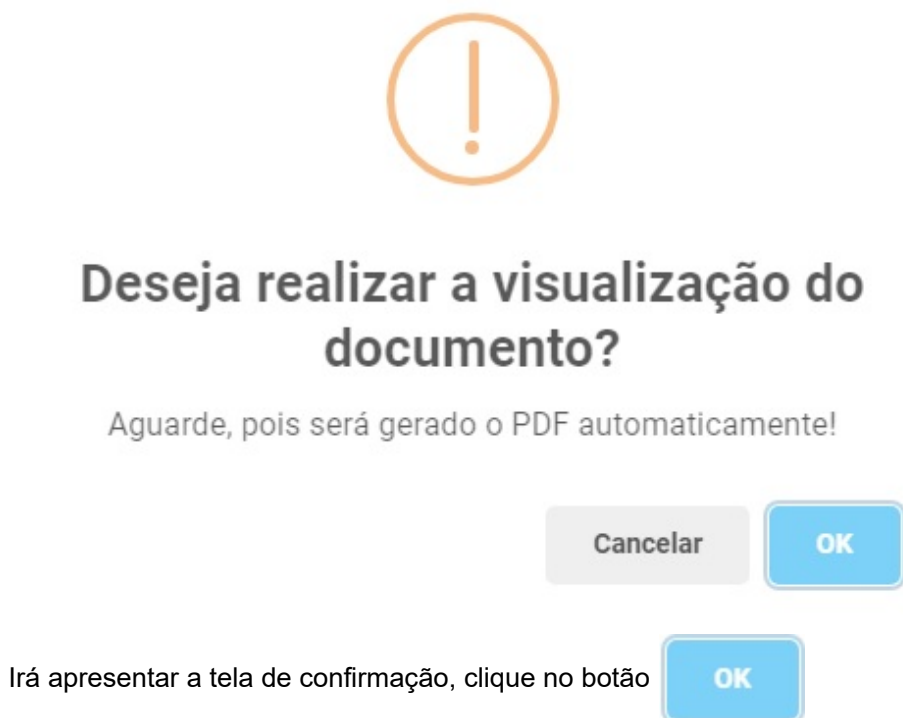 Deseja realizar a visualização do
documento?
Aguarde, pois será gerado o PDF automaticamente!
Cancelar OK
Irá apresentar a tela de confirmação, clique no botão OK